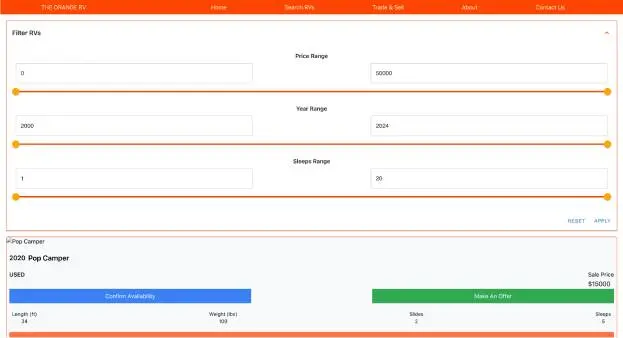 THE ORANGE RV Home Search RVs Trade & Sell About Contact Us
Filter RVs
Price Range
0 50000
Year Range
2000 2024
Sleeps Range
1 20
RESET APPLY
Pop Camper
2020 Pop Camper
USED Sale Price
$15000
Confirm Availability Make An Offer
Length (ft) Weight (lbs) Slides Sleeps
34 100 2 5